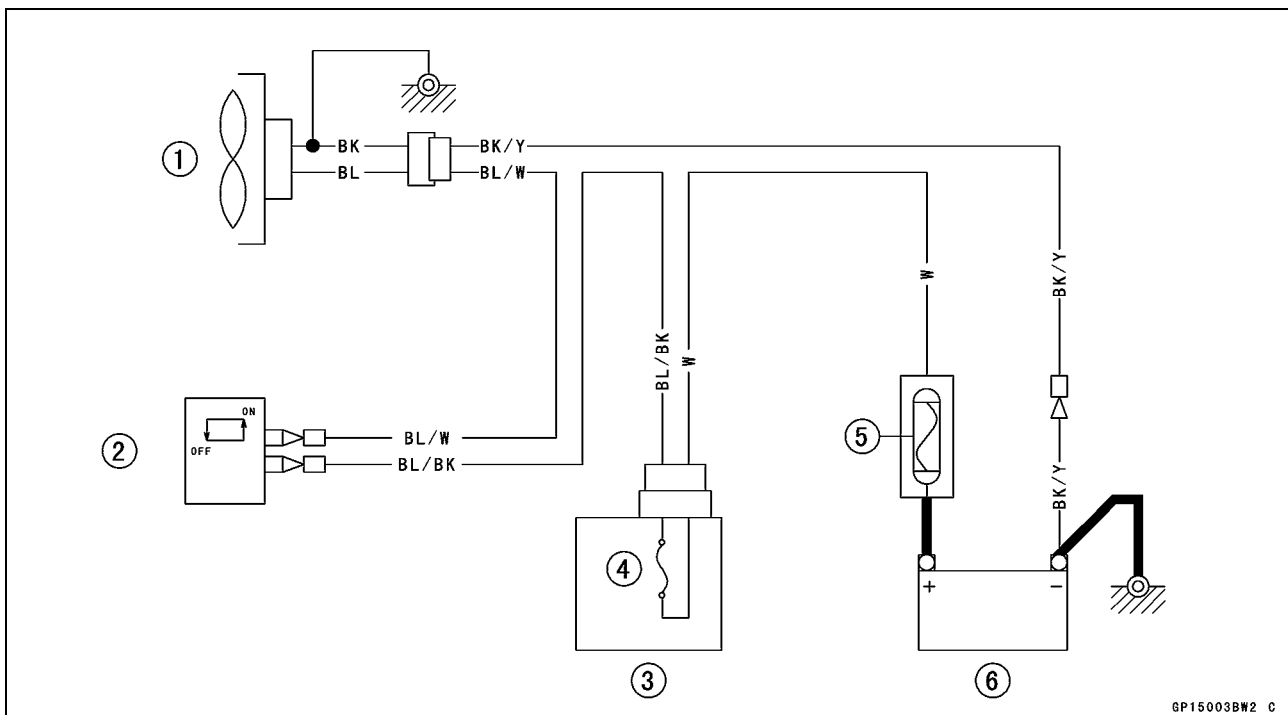 BK
BK/Y
1
BL
BL/W
W
BK/Y
BL/BK
W
ON
OFF
2
BL/W
BL/BK
5
BK/Y
4
+
−
3
6
GP15003BW2 C